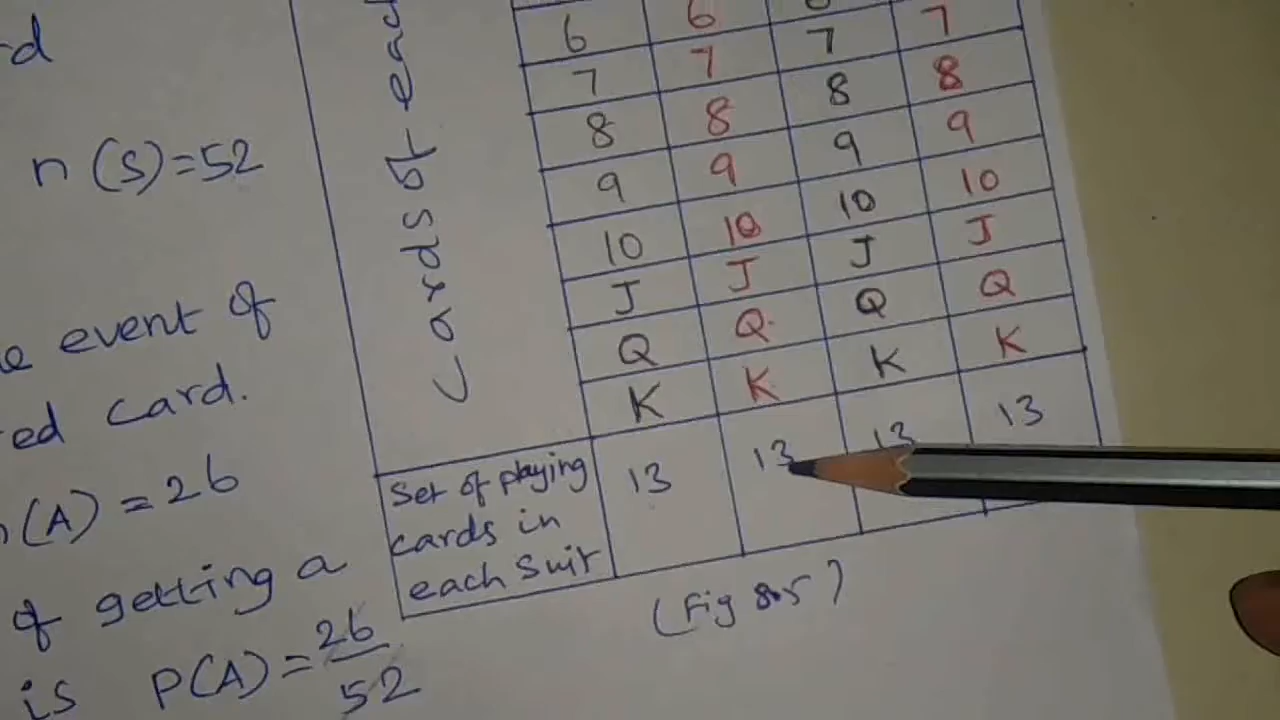 n(S)=52
event of
card.
(A) = 26
of getting a
is P(A) = 26
52
Cards of each
6 6 7
7 7 7 8
8 8 8 9
9 9 9 10
10 10 10 J
J J J Q
Q Q Q K
K K K
Set of playing
cards in
each Suit
13 13 13 13
(Fig 8.5)